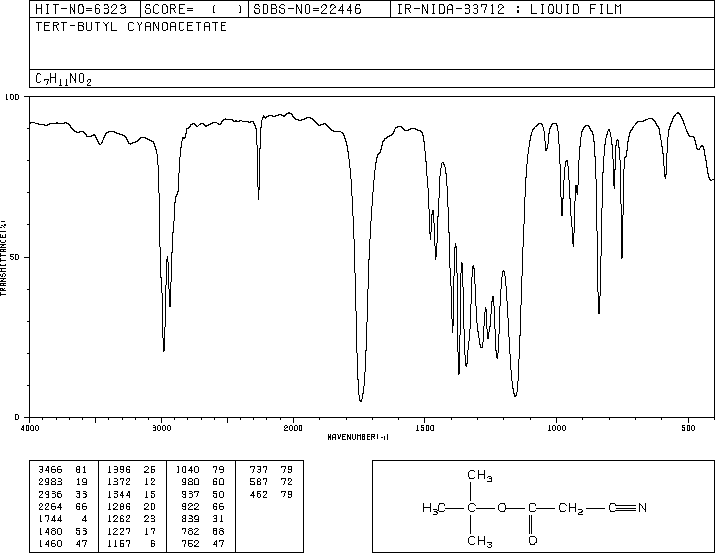 HIT-NO=6323 SCORE= ( ) SDBS-NO=22446 IR-NIDA-33712 : LIQUID FILM
TERT-BUTYL CYANOACETATE
C7H11NO2
100
50
0
TRANSMITTANCE(%)
4000 3000 2000 1500 1000 500
WAVENUMBER(-1)
3466 81 1396 26 1040 79 737 79
2983 19 1372 12 980 60 587 72
2936 33 1344 15 937 50 462 79
2264 66 1286 20 922 66
1744 4 1262 23 839 31
1480 53 1227 17 782 68
1460 47 1157 6 752 47
CH3
H3C C O C CH2 C N
CH3 O